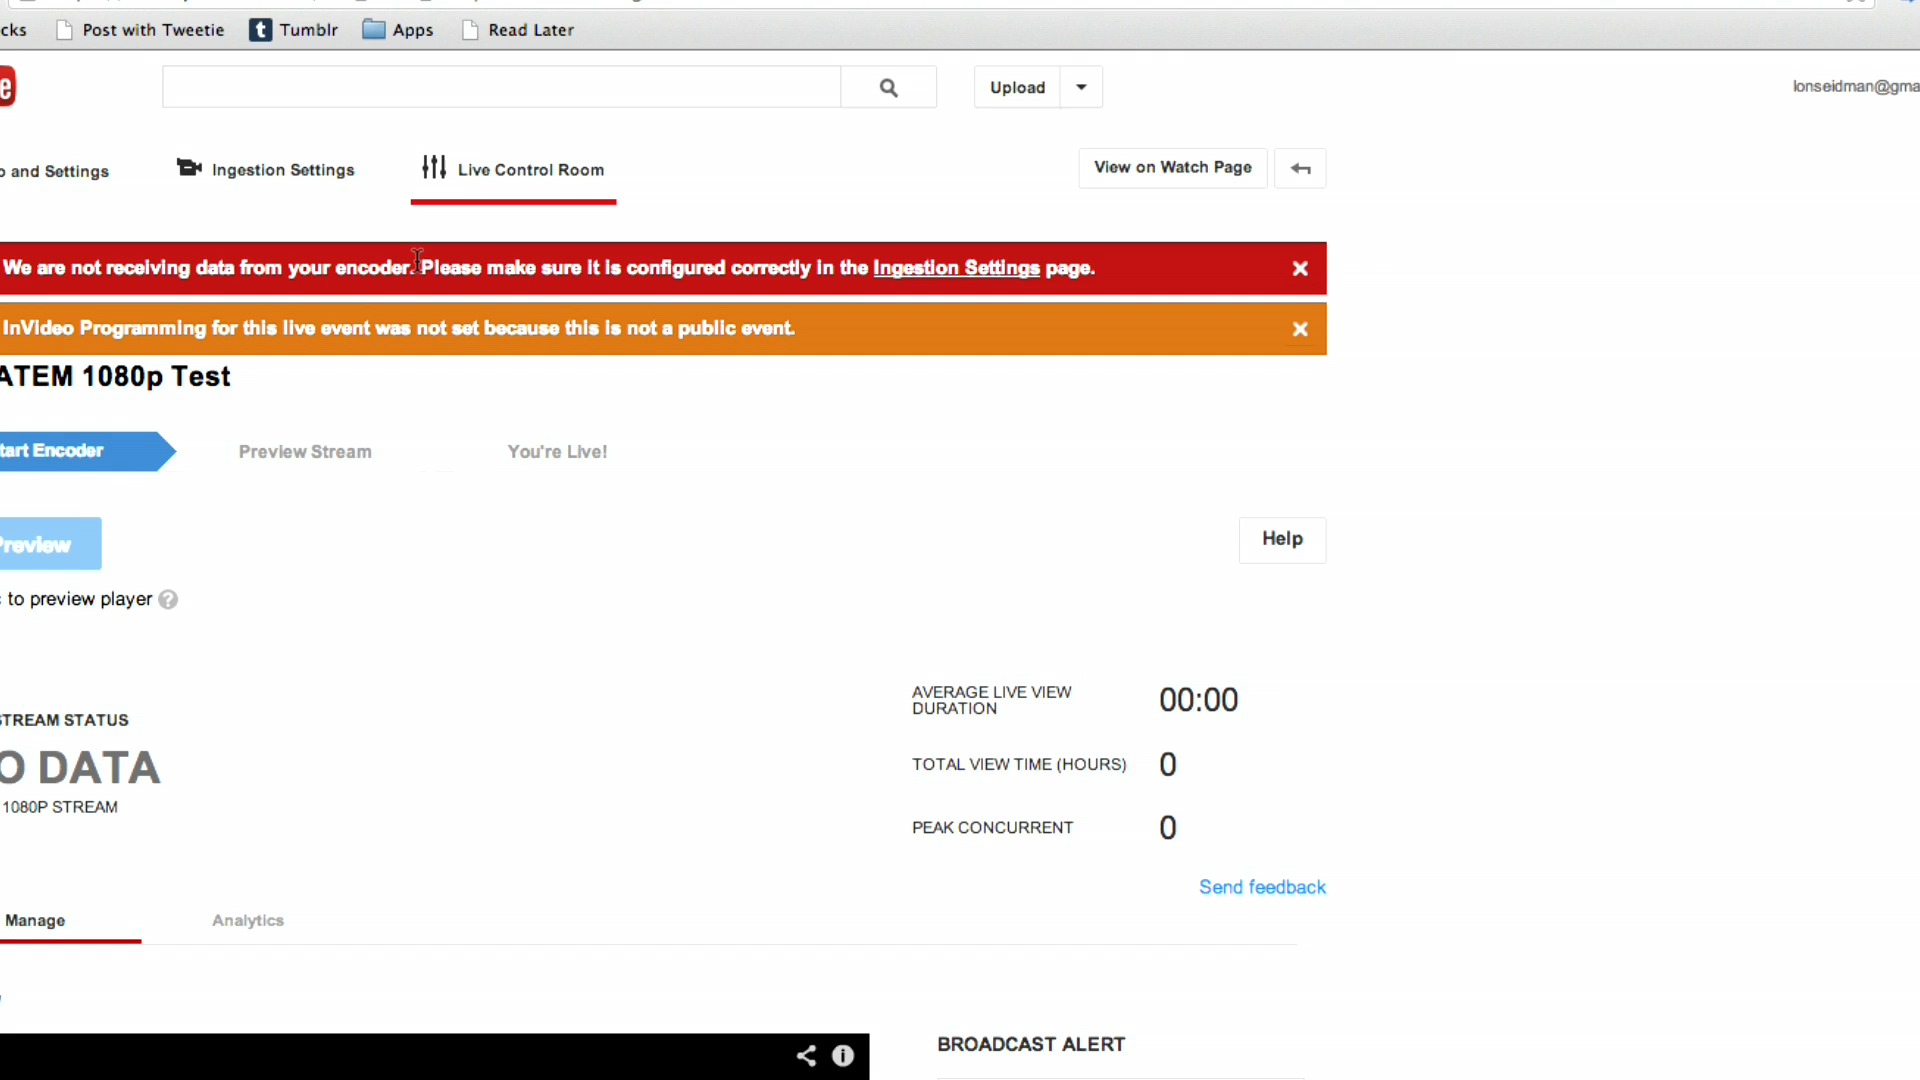 cks Post with Tweetie t Tumblr Apps Read Later
e Upload lonseidman@gma
o and Settings Ingestion Settings Live Control Room View on Watch Page
We are not receiving data from your encoder. Please make sure it is configured correctly in the Ingestion Settings page.
InVideo Programming for this live event was not set because this is not a public event.
ATEM 1080p Test
tart Encoder Preview Stream You're Live!
Preview Help
to preview player ?
AVERAGE LIVE VIEW
DURATION 00:00
STREAM STATUS
O DATA
TOTAL VIEW TIME (HOURS) 0
1080P STREAM
PEAK CONCURRENT 0
Send feedback
Manage Analytics
BROADCAST ALERT